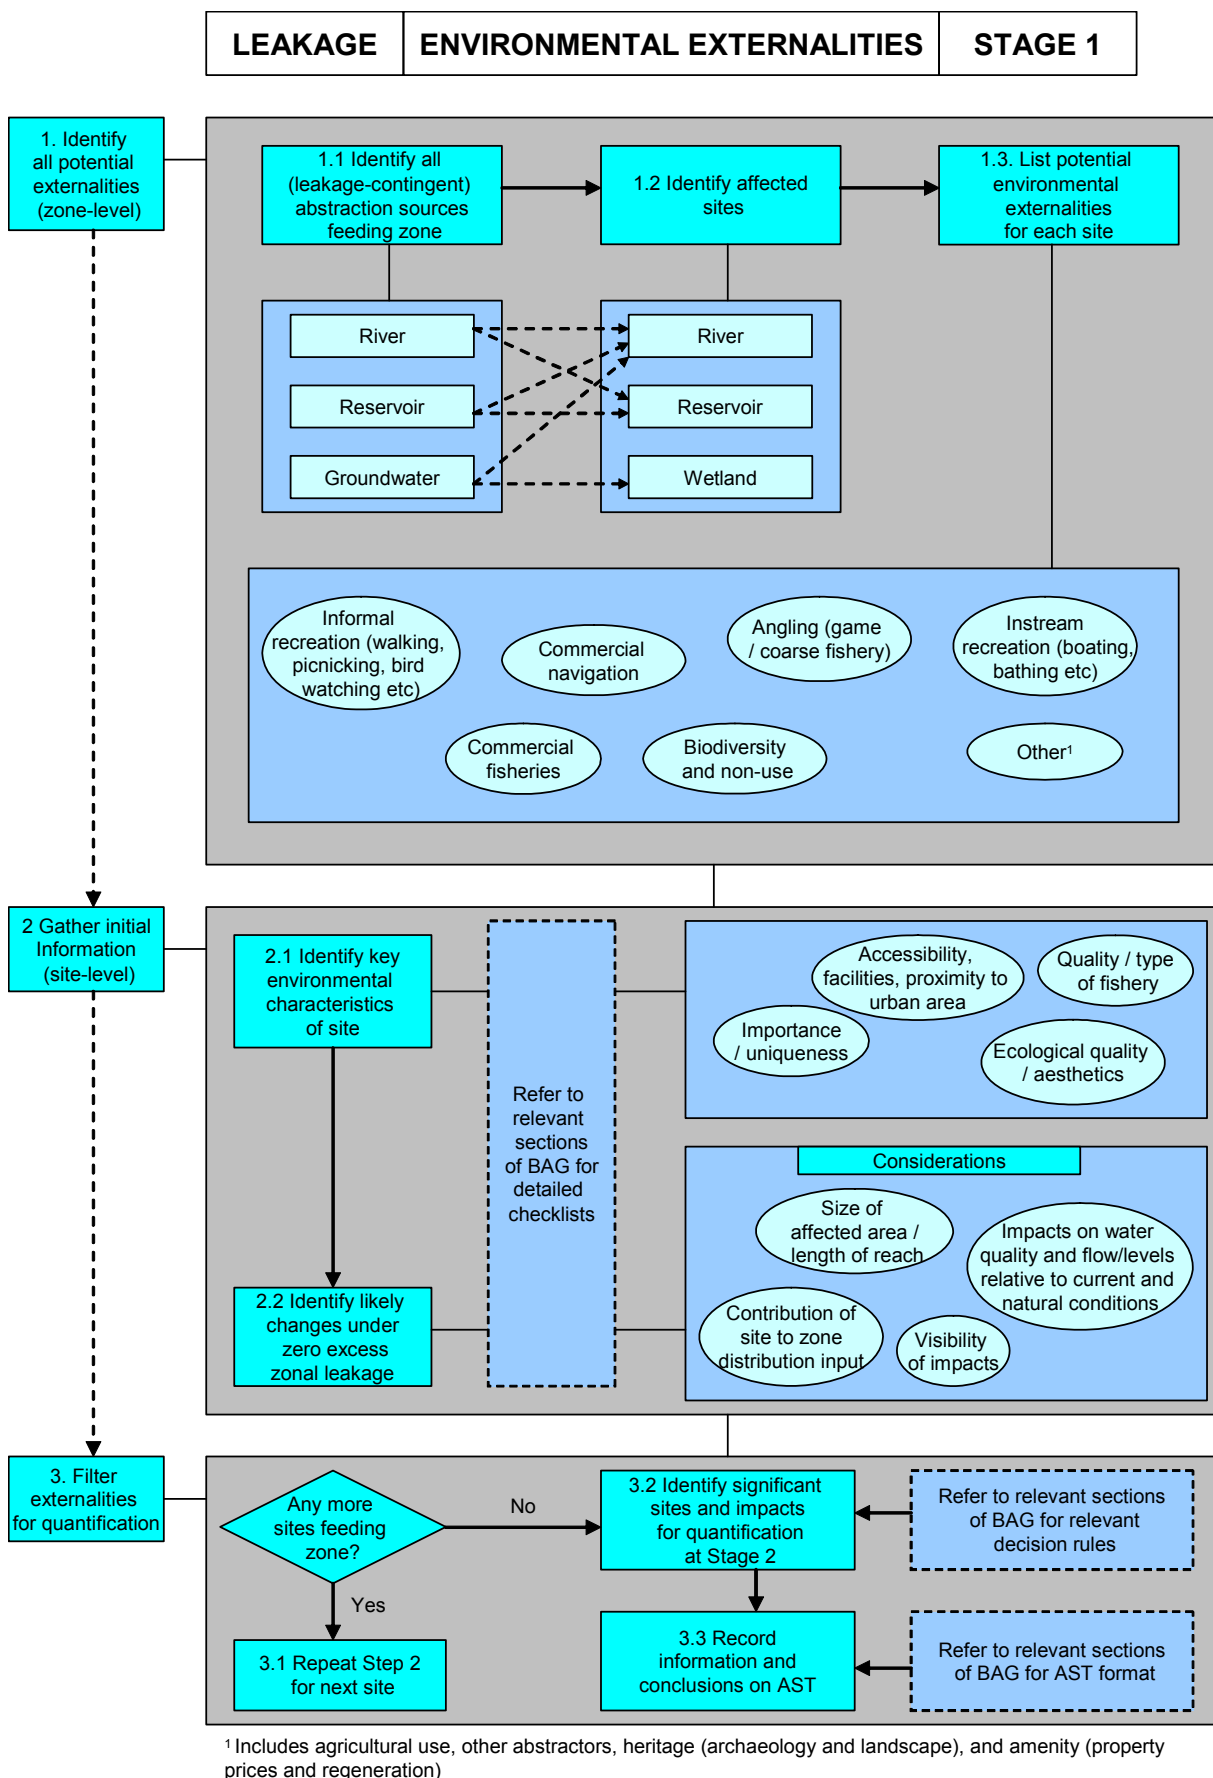 LEAKAGE
ENVIRONMENTAL EXTERNALITIES
STAGE 1
1. Identify
all potential
externalities
(zone-level)
1.1 Identify all
(leakage-contingent)
abstraction sources
feeding zone
1.2 Identify affected
sites
1.3. List potential
environmental
externalities
for each site
River
Reservoir
Groundwater
River
Reservoir
Wetland
Informal
recreation (walking,
picnicking, bird
watching etc)
Commercial
navigation
Angling (game
/ coarse fishery)
Instream
recreation (boating,
bathing etc)
Commercial
fisheries
Biodiversity
and non-use
Other¹
2 Gather initial
Information
(site-level)
2.1 Identify key
environmental
characteristics
of site
Refer to
relevant
sections
of BAG for
detailed
checklists
Accessibility,
facilities, proximity to
urban area
Quality / type
of fishery
Importance
/ uniqueness
Ecological quality
/ aesthetics
Considerations
Size of
affected area /
length of reach
Impacts on water
quality and flow/levels
relative to current and
natural conditions
2.2 Identify likely
changes under
zero excess
zonal leakage
Contribution of
site to zone
distribution input
Visibility
of impacts
3. Filter
externalities
for quantification
Any more
sites feeding
zone?
No
Yes
3.2 Identify significant
sites and impacts
for quantification
at Stage 2
Refer to relevant sections
of BAG for relevant
decision rules
3.1 Repeat Step 2
for next site
3.3 Record
information and
conclusions on AST
Refer to relevant sections
of BAG for AST format
¹ Includes agricultural use, other abstractors, heritage (archaeology and landscape), and amenity (property
prices and regeneration)